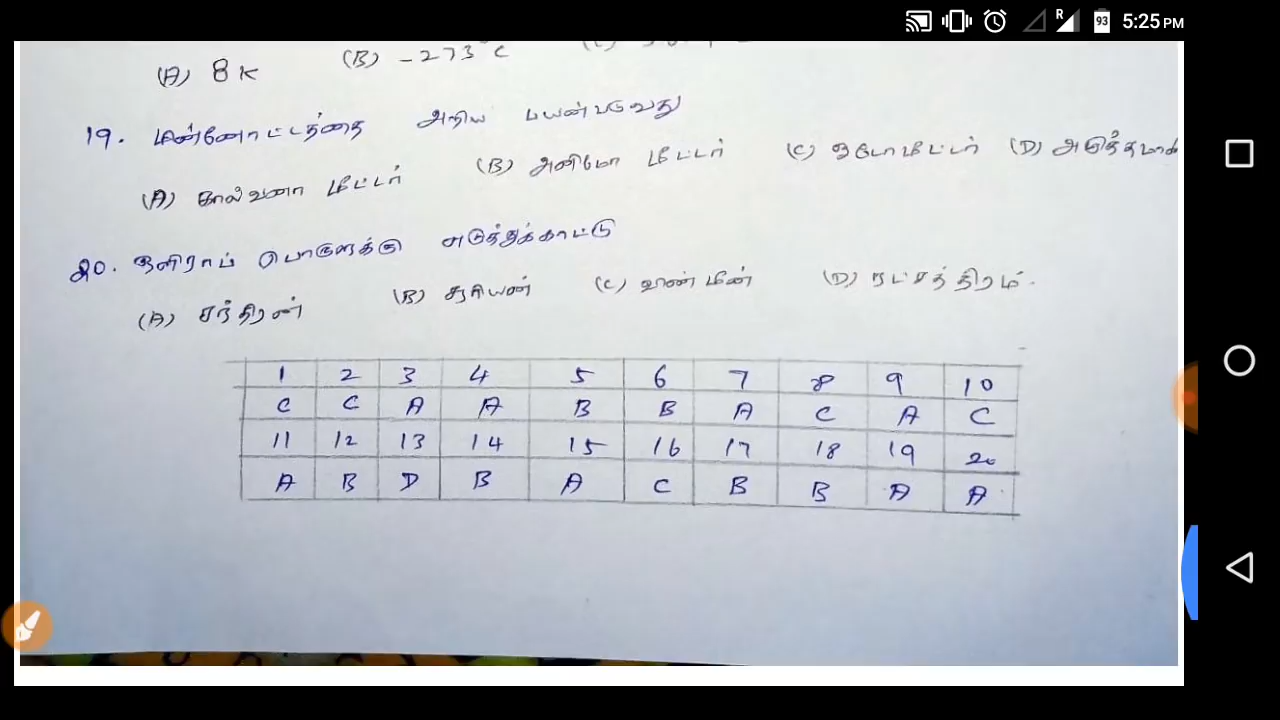 93 5:25 PM
(A) 8K (B) -273°C
19. மின்னோட்டத்தை அறிய பயன்படுவது
(A) கால்வனா மீட்டர் (B) அனிமோ மீட்டர் (C) ஓடோமீட்டர் (D)
20. ஒளிராப் பொருளுக்கு எடுத்துக்காட்டு
(A) சந்திரன் (B) சூரியன் (C) விண்மீன் (D) நட்சத்திரம்.
1 2 3 4 5 6 7 8 9 10
C C A A B B A C A C
11 12 13 14 15 16 17 18 19 20
A B D B A C B B A A